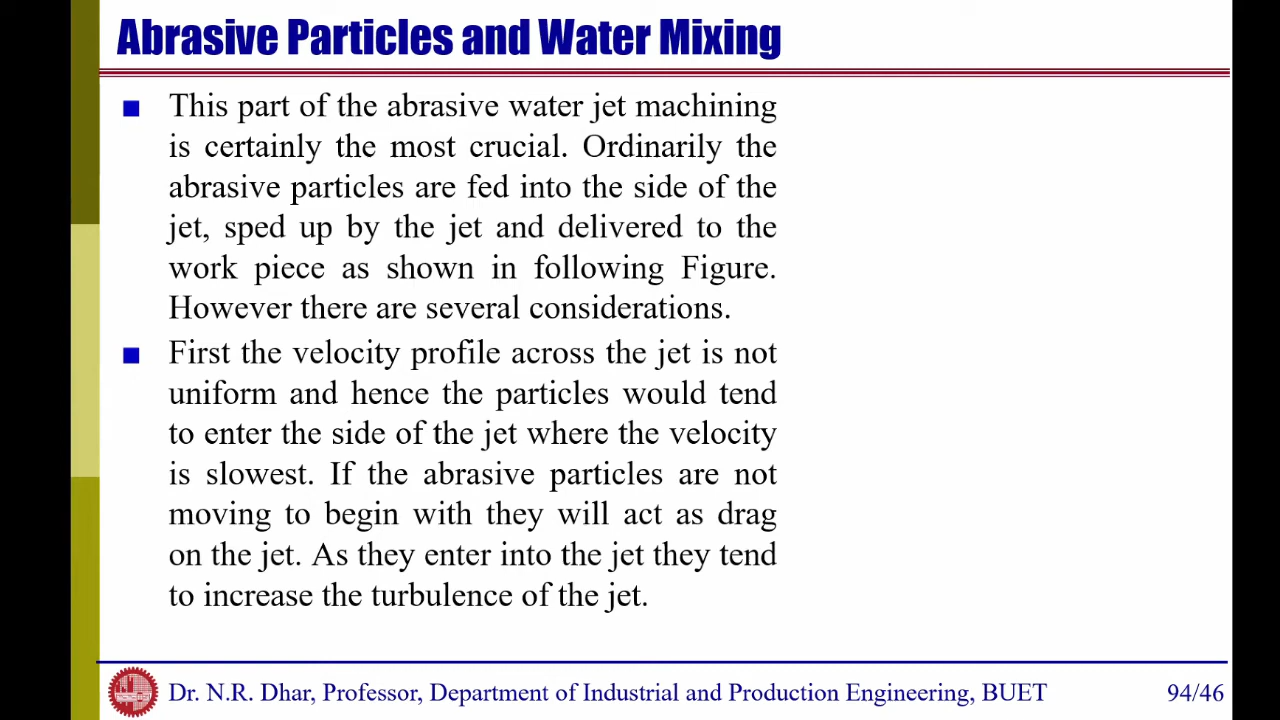 Abrasive Particles and Water Mixing
This part of the abrasive water jet machining
is certainly the most crucial. Ordinarily the
abrasive particles are fed into the side of the
jet, sped up by the jet and delivered to the
work piece as shown in following Figure.
However there are several considerations.
First the velocity profile across the jet is not
uniform and hence the particles would tend
to enter the side of the jet where the velocity
is slowest. If the abrasive particles are not
moving to begin with they will act as drag
on the jet. As they enter into the jet they tend
to increase the turbulence of the jet.
Dr. N.R. Dhar, Professor, Department of Industrial and Production Engineering, BUET
94/46